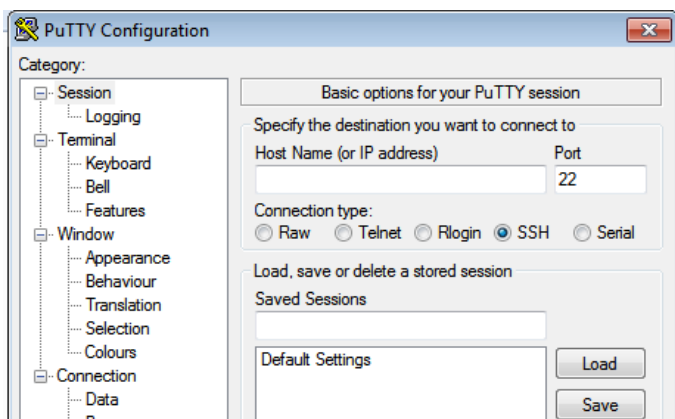 PuTTY Configuration
Category:
Session
Logging
Terminal
Keyboard
Bell
Features
Window
Appearance
Behaviour
Translation
Selection
Colours
Connection
Data
Basic options for your PuTTY session
Specify the destination you want to connect to
Host Name (or IP address) Port
22
Connection type:
Raw Telnet Rlogin SSH Serial
Load, save or delete a stored session
Saved Sessions
Default Settings
Load
Save